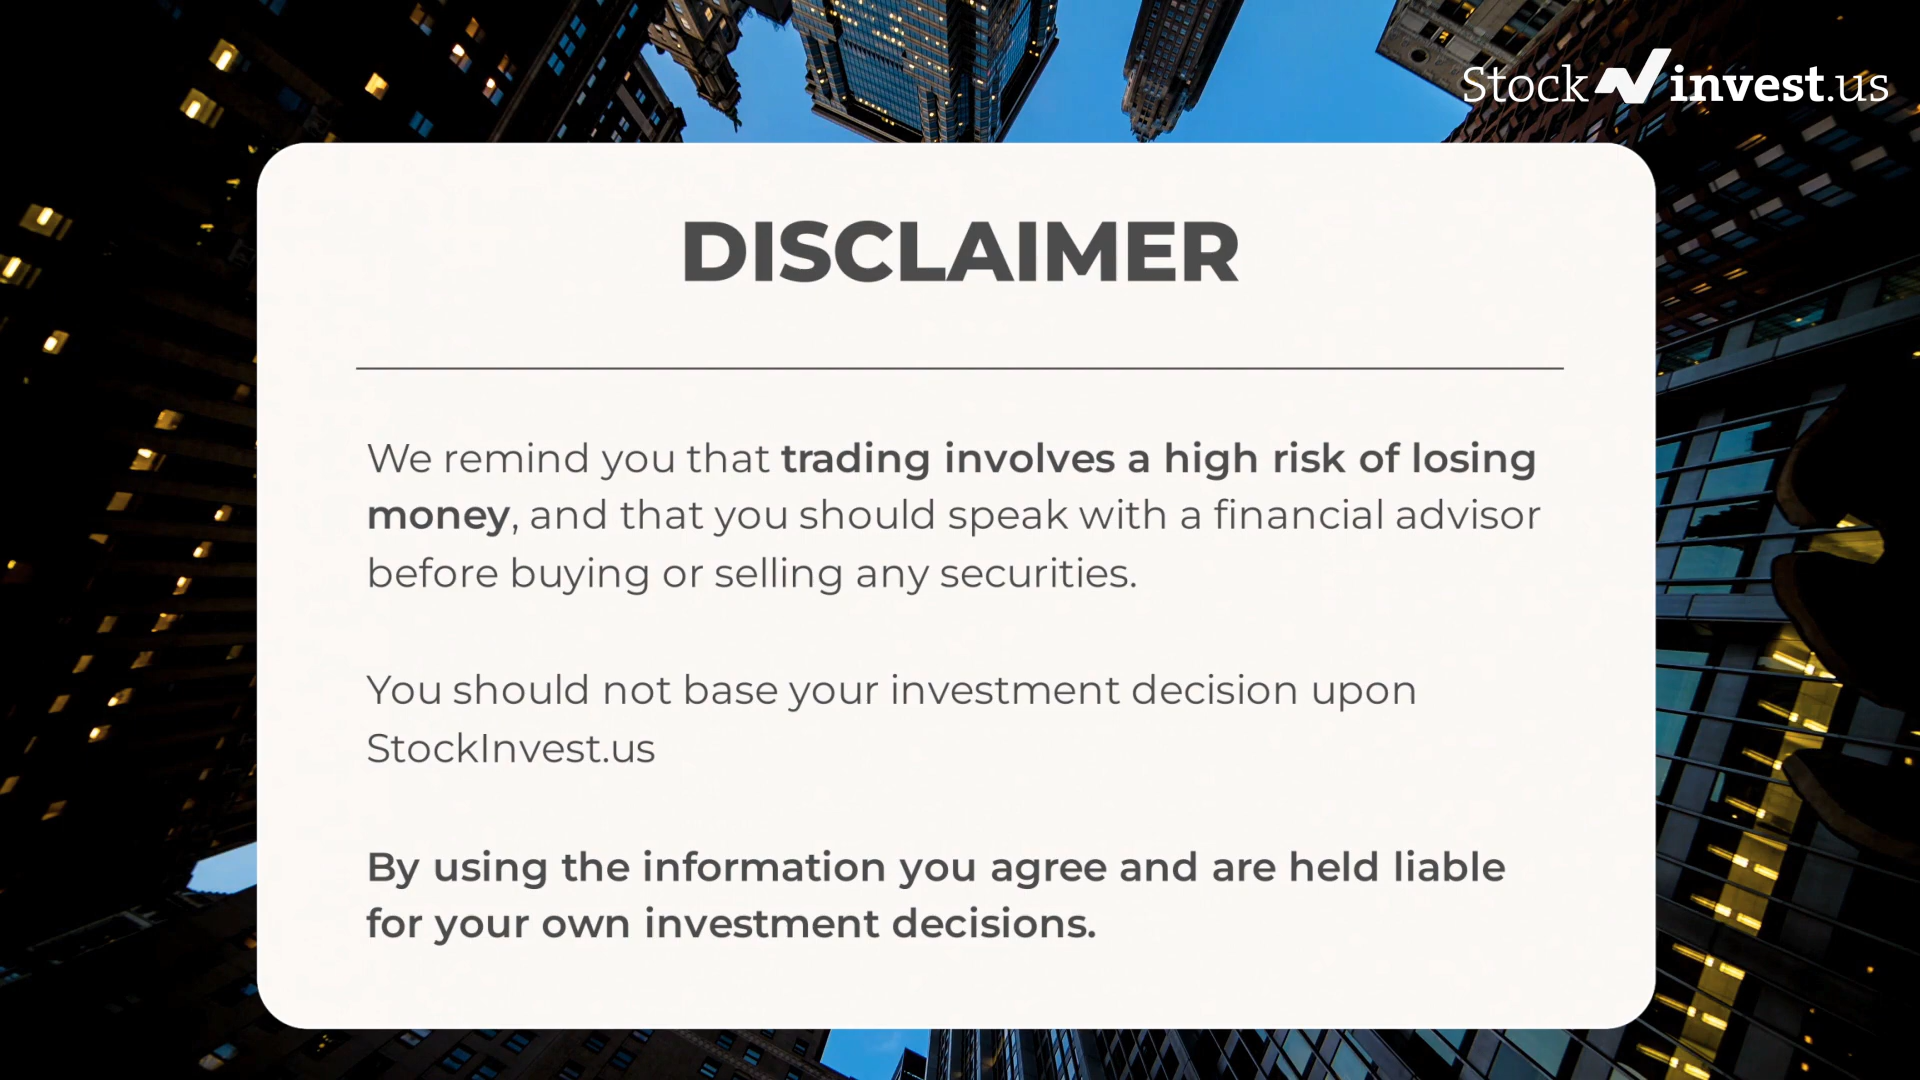 Stock invest.us
DISCLAIMER
We remind you that trading involves a high risk of losing
money, and that you should speak with a financial advisor
before buying or selling any securities.
You should not base your investment decision upon
StockInvest.us
By using the information you agree and are held liable
for your own investment decisions.